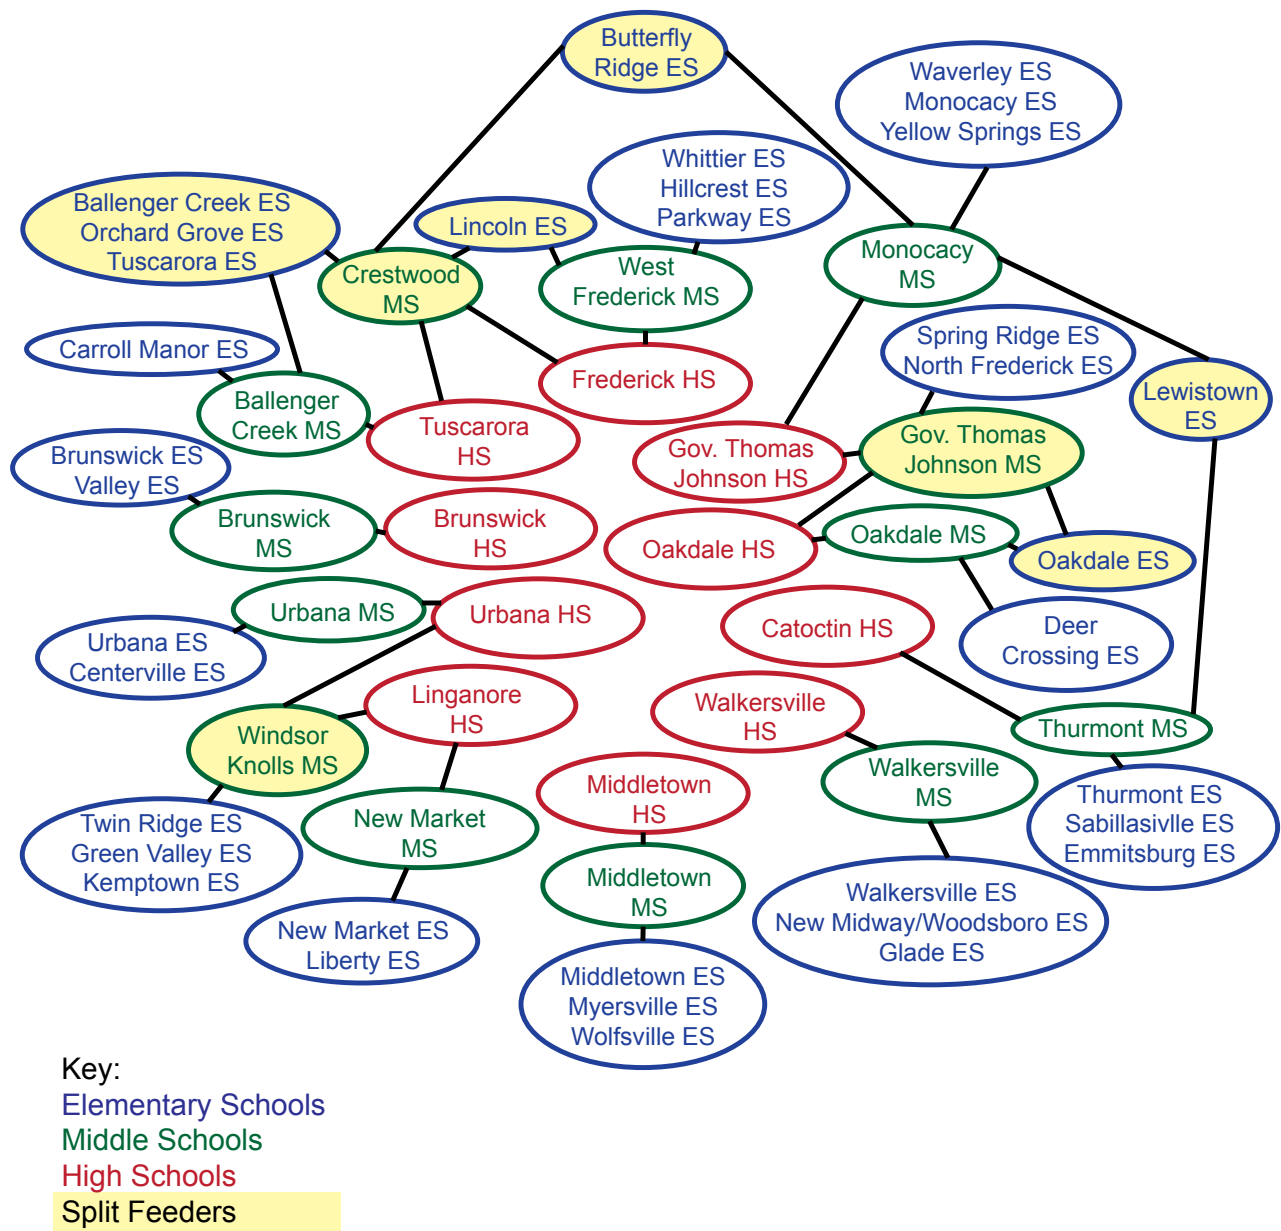 Butterfly
Ridge ES
Waverley ES
Monocacy ES
Yellow Springs ES
Whittier ES
Hillcrest ES
Parkway ES
Ballenger Creek ES
Orchard Grove ES
Tuscarora ES
Lincoln ES
Crestwood
MS
West
Frederick MS
Monocacy
MS
Carroll Manor ES
Spring Ridge ES
North Frederick ES
Frederick HS
Lewistown
ES
Ballenger
Creek MS
Tuscarora
HS
Gov. Thomas
Johnson HS
Gov. Thomas
Johnson MS
Brunswick ES
Valley ES
Brunswick
MS
Brunswick
HS
Oakdale HS
Oakdale MS
Oakdale ES
Urbana MS
Urbana HS
Catoctin HS
Deer
Crossing ES
Urbana ES
Centerville ES
Linganore
HS
Walkersville
HS
Windsor
Knolls MS
Thurmont MS
Middletown
HS
Walkersville
MS
Twin Ridge ES
Green Valley ES
Kemptown ES
New Market
MS
Thurmont ES
Sabillasivlle ES
Emmitsburg ES
Middletown
MS
Walkersville ES
New Midway/Woodsboro ES
Glade ES
New Market ES
Liberty ES
Middletown ES
Myersville ES
Wolfsville ES
Key:
Elementary Schools
Middle Schools
High Schools
Split Feeders